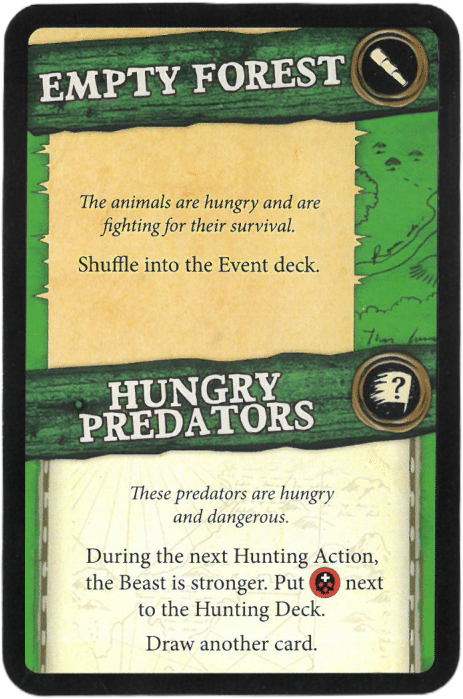 EMPTY FOREST
The animals are hungry and are
fighting for their survival.
Shuffle into the Event deck.
?
HUNGRY
PREDATORS
These predators are hungry
and dangerous.
During the next Hunting Action,
the Beast is stronger. Put next
to the Hunting Deck.
Draw another card.